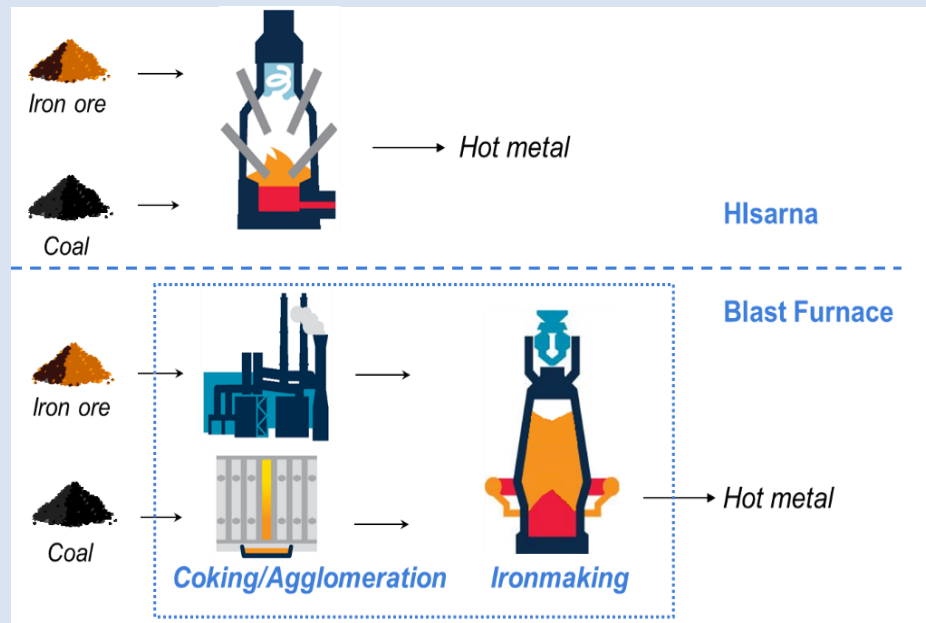 Iron ore
Hot metal
HIsarna
Coal
Blast Furnace
Iron ore
Hot metal
Coal
Coking/Agglomeration
Ironmaking